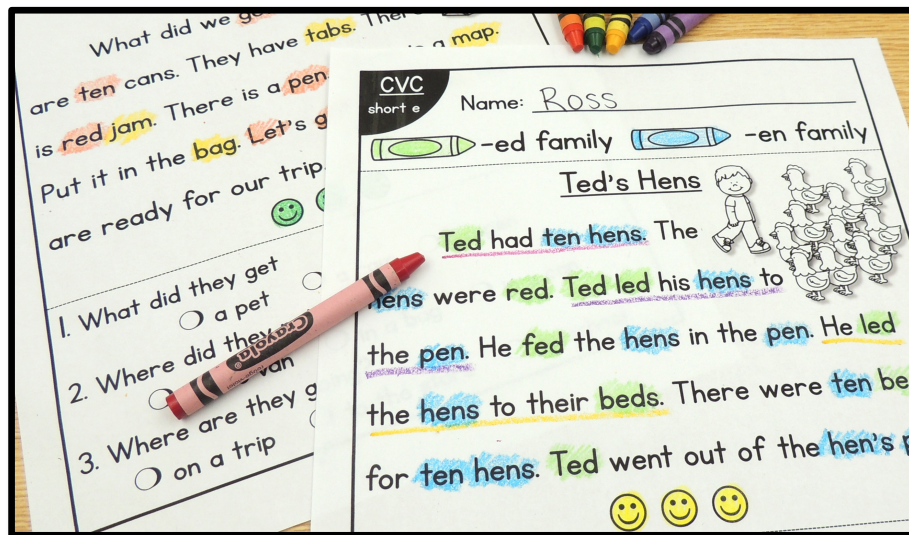 What did we
are ten cans. They have tabs.
is red jam. There is a pen. a map.
Put it in the bag. Let's
are ready for our trip.
1. What did they get
a pet
2. Where did they
van
3. Where are they
on a trip
Crayola
CVC
short e
Name: Ross
-ed family -en family
Ted's Hens
Ted had ten hens. The
hens were red. Ted led his hens to
the pen. He fed the hens in the pen. He led
the hens to their beds. There were ten
for ten hens. Ted went out of the hen's